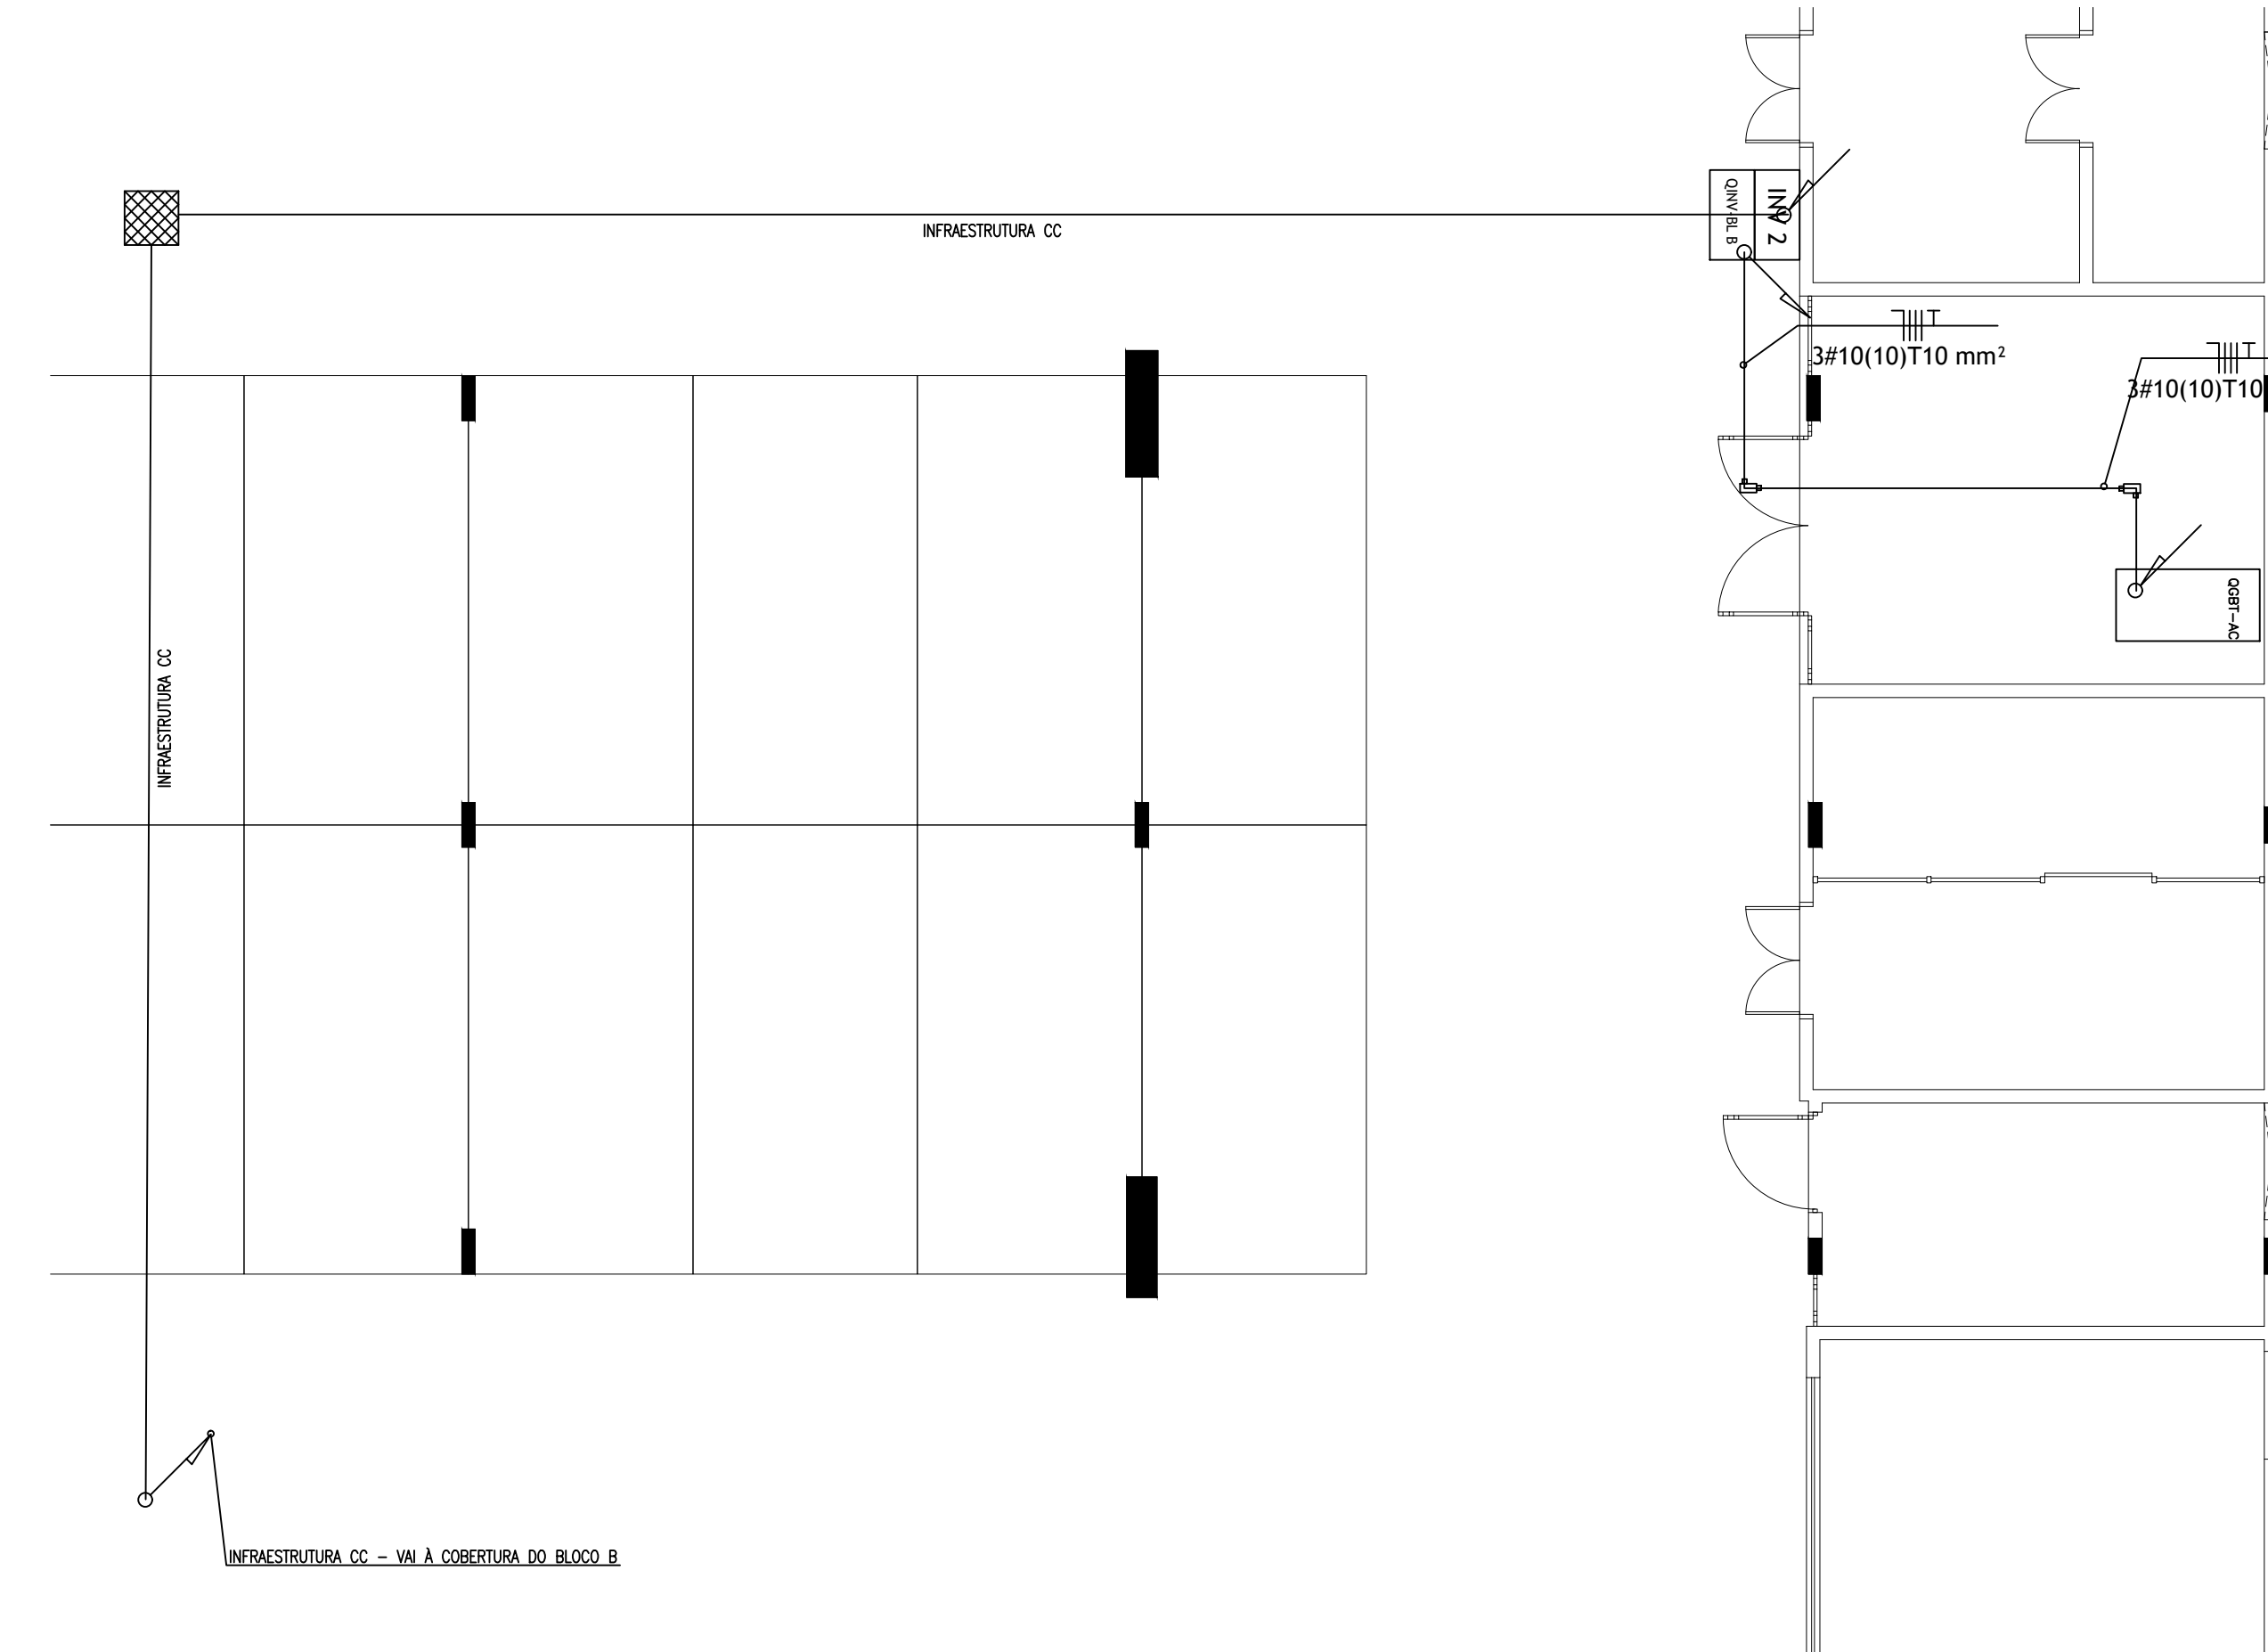 INFRAESTRUTURA CC
QINV-BL B
INV 2
3#10(10)T10 mm²
3#10(10)T10
QGBT-AC
INFRAESTRUTURA CC
INFRAESTRUTURA CC - VAI À COBERTURA DO BLOCO B